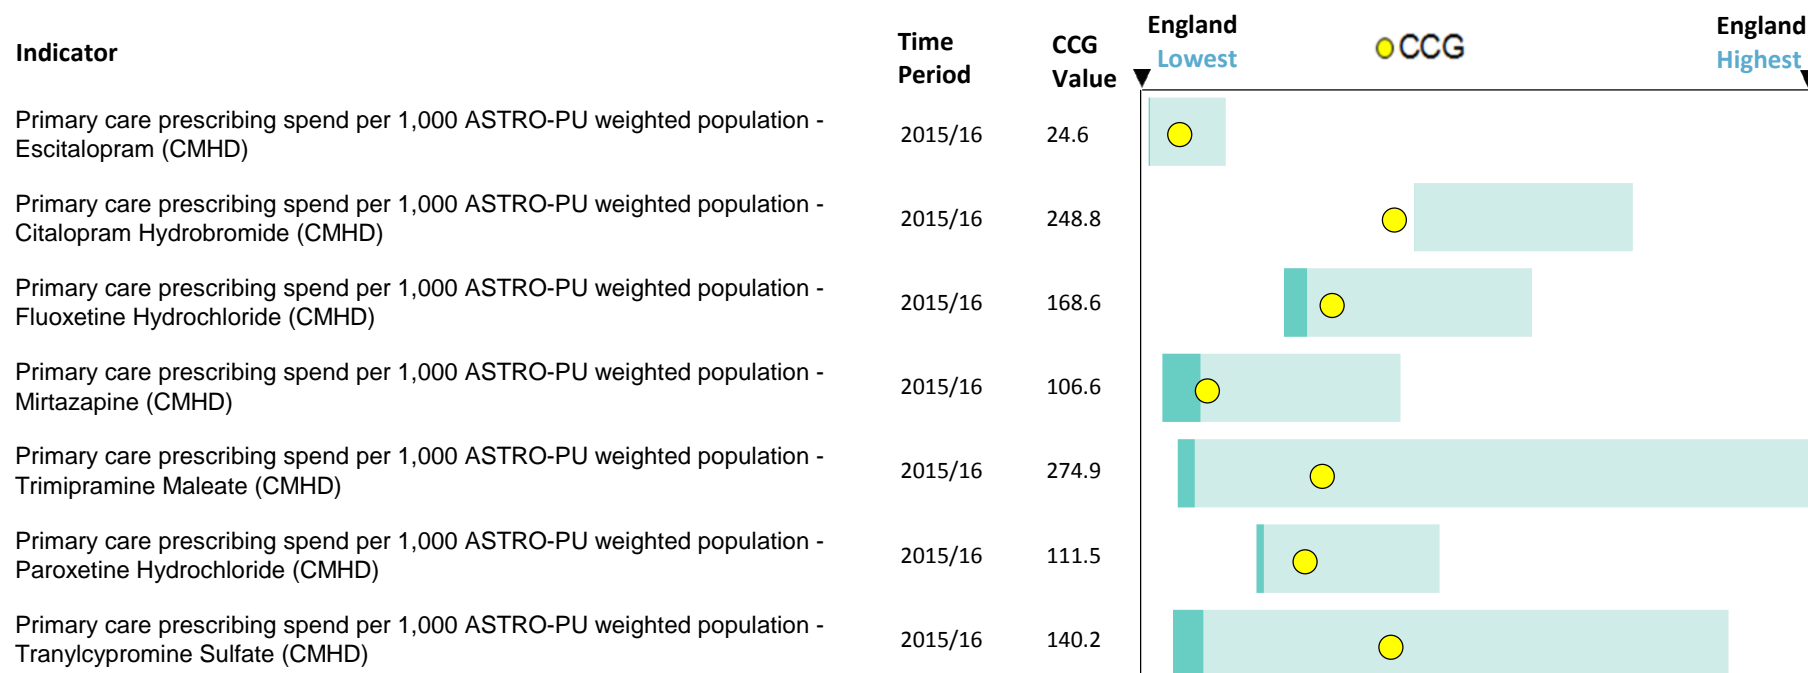 Indicator
Time
Period
CCG
Value
England
Lowest
CCG
England
Highest
Primary care prescribing spend per 1,000 ASTRO-PU weighted population -
Escitalopram (CMHD)
2015/16
24.6
Primary care prescribing spend per 1,000 ASTRO-PU weighted population -
Citalopram Hydrobromide (CMHD)
2015/16
248.8
Primary care prescribing spend per 1,000 ASTRO-PU weighted population -
Fluoxetine Hydrochloride (CMHD)
2015/16
168.6
Primary care prescribing spend per 1,000 ASTRO-PU weighted population -
Mirtazapine (CMHD)
2015/16
106.6
Primary care prescribing spend per 1,000 ASTRO-PU weighted population -
Trimipramine Maleate (CMHD)
2015/16
274.9
Primary care prescribing spend per 1,000 ASTRO-PU weighted population -
Paroxetine Hydrochloride (CMHD)
2015/16
111.5
Primary care prescribing spend per 1,000 ASTRO-PU weighted population -
Tranylcypromine Sulfate (CMHD)
2015/16
140.2